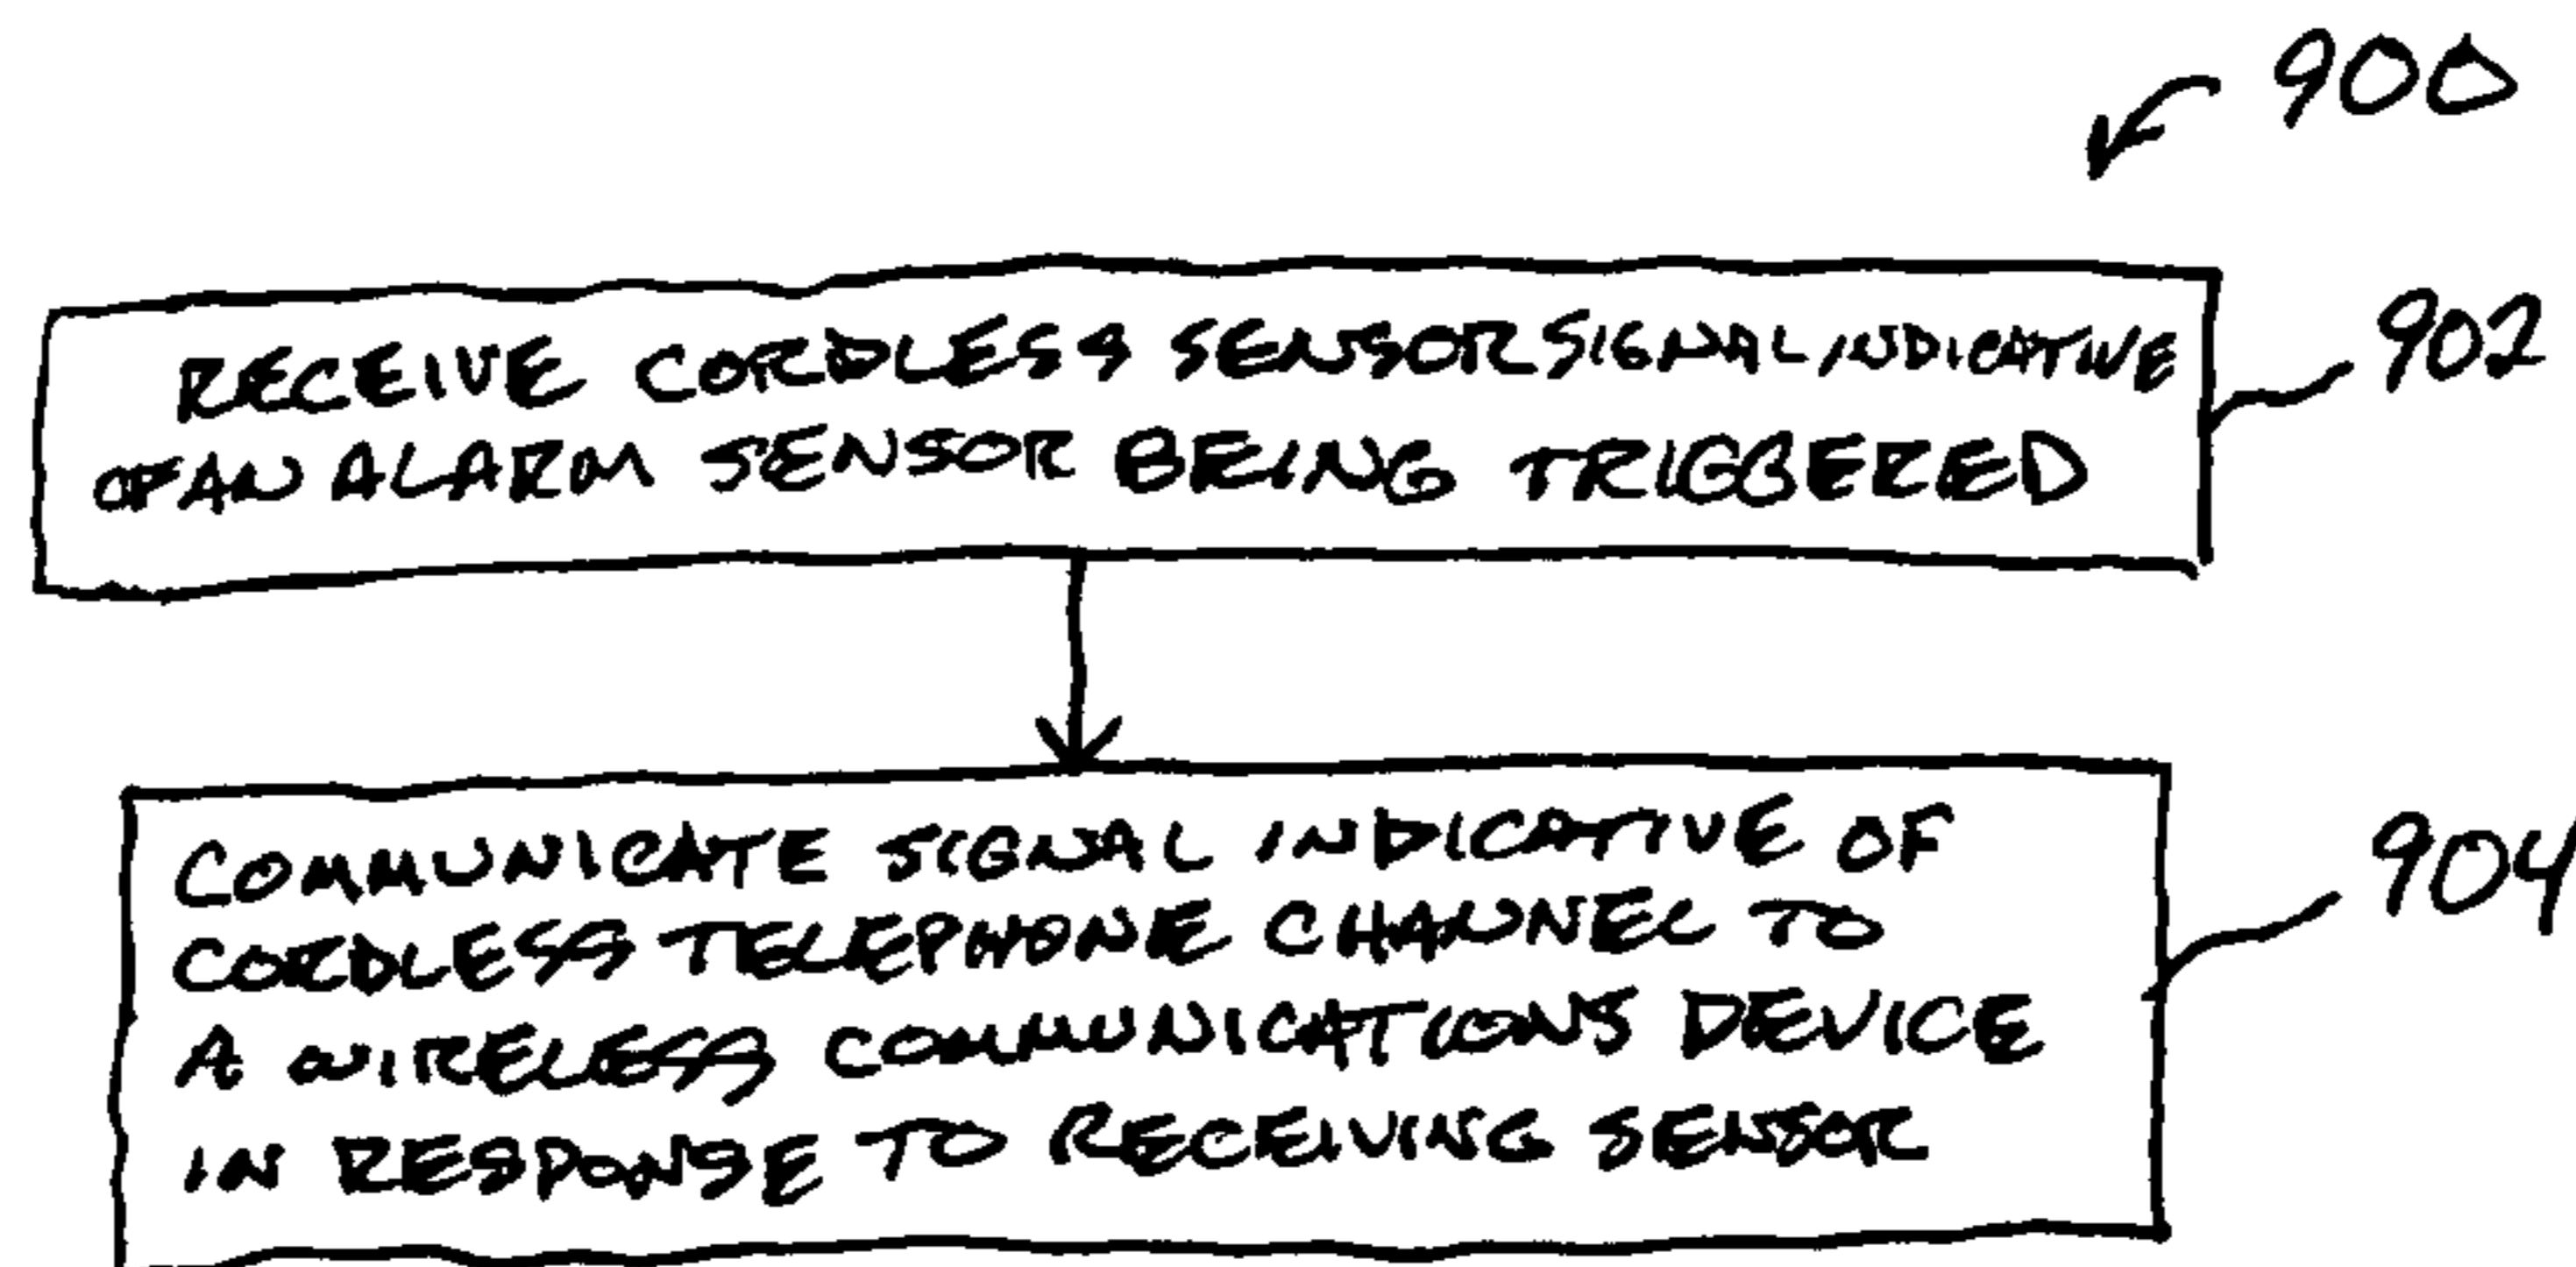 900
RECEIVE CORDLESS SENSOR SIGNAL INDICATIVE
OF AN ALARM SENSOR BEING TRIGGERED
902
COMMUNICATE SIGNAL INDICATIVE OF
CORDLESS TELEPHONE CHANNEL TO
A WIRELESS COMMUNICATIONS DEVICE
IN RESPONSE TO RECEIVING SENSOR
904